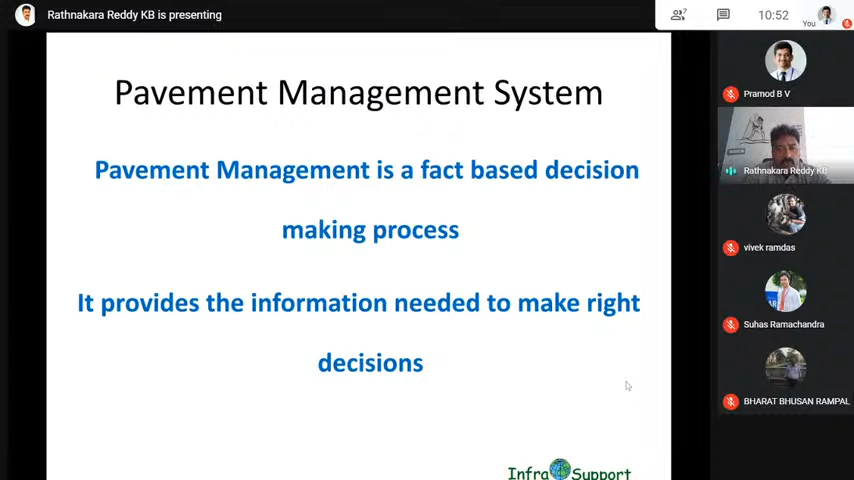 Rathnakara Reddy KB is presenting
7
10:52
You
Pavement Management System
Pavement Management is a fact based decision
making process
It provides the information needed to make right
decisions
Infra Support
Pramod B V
Rathnakara Reddy KB
vivek ramdas
Suhas Ramachandra
BHARAT BHUSAN RAMPAL